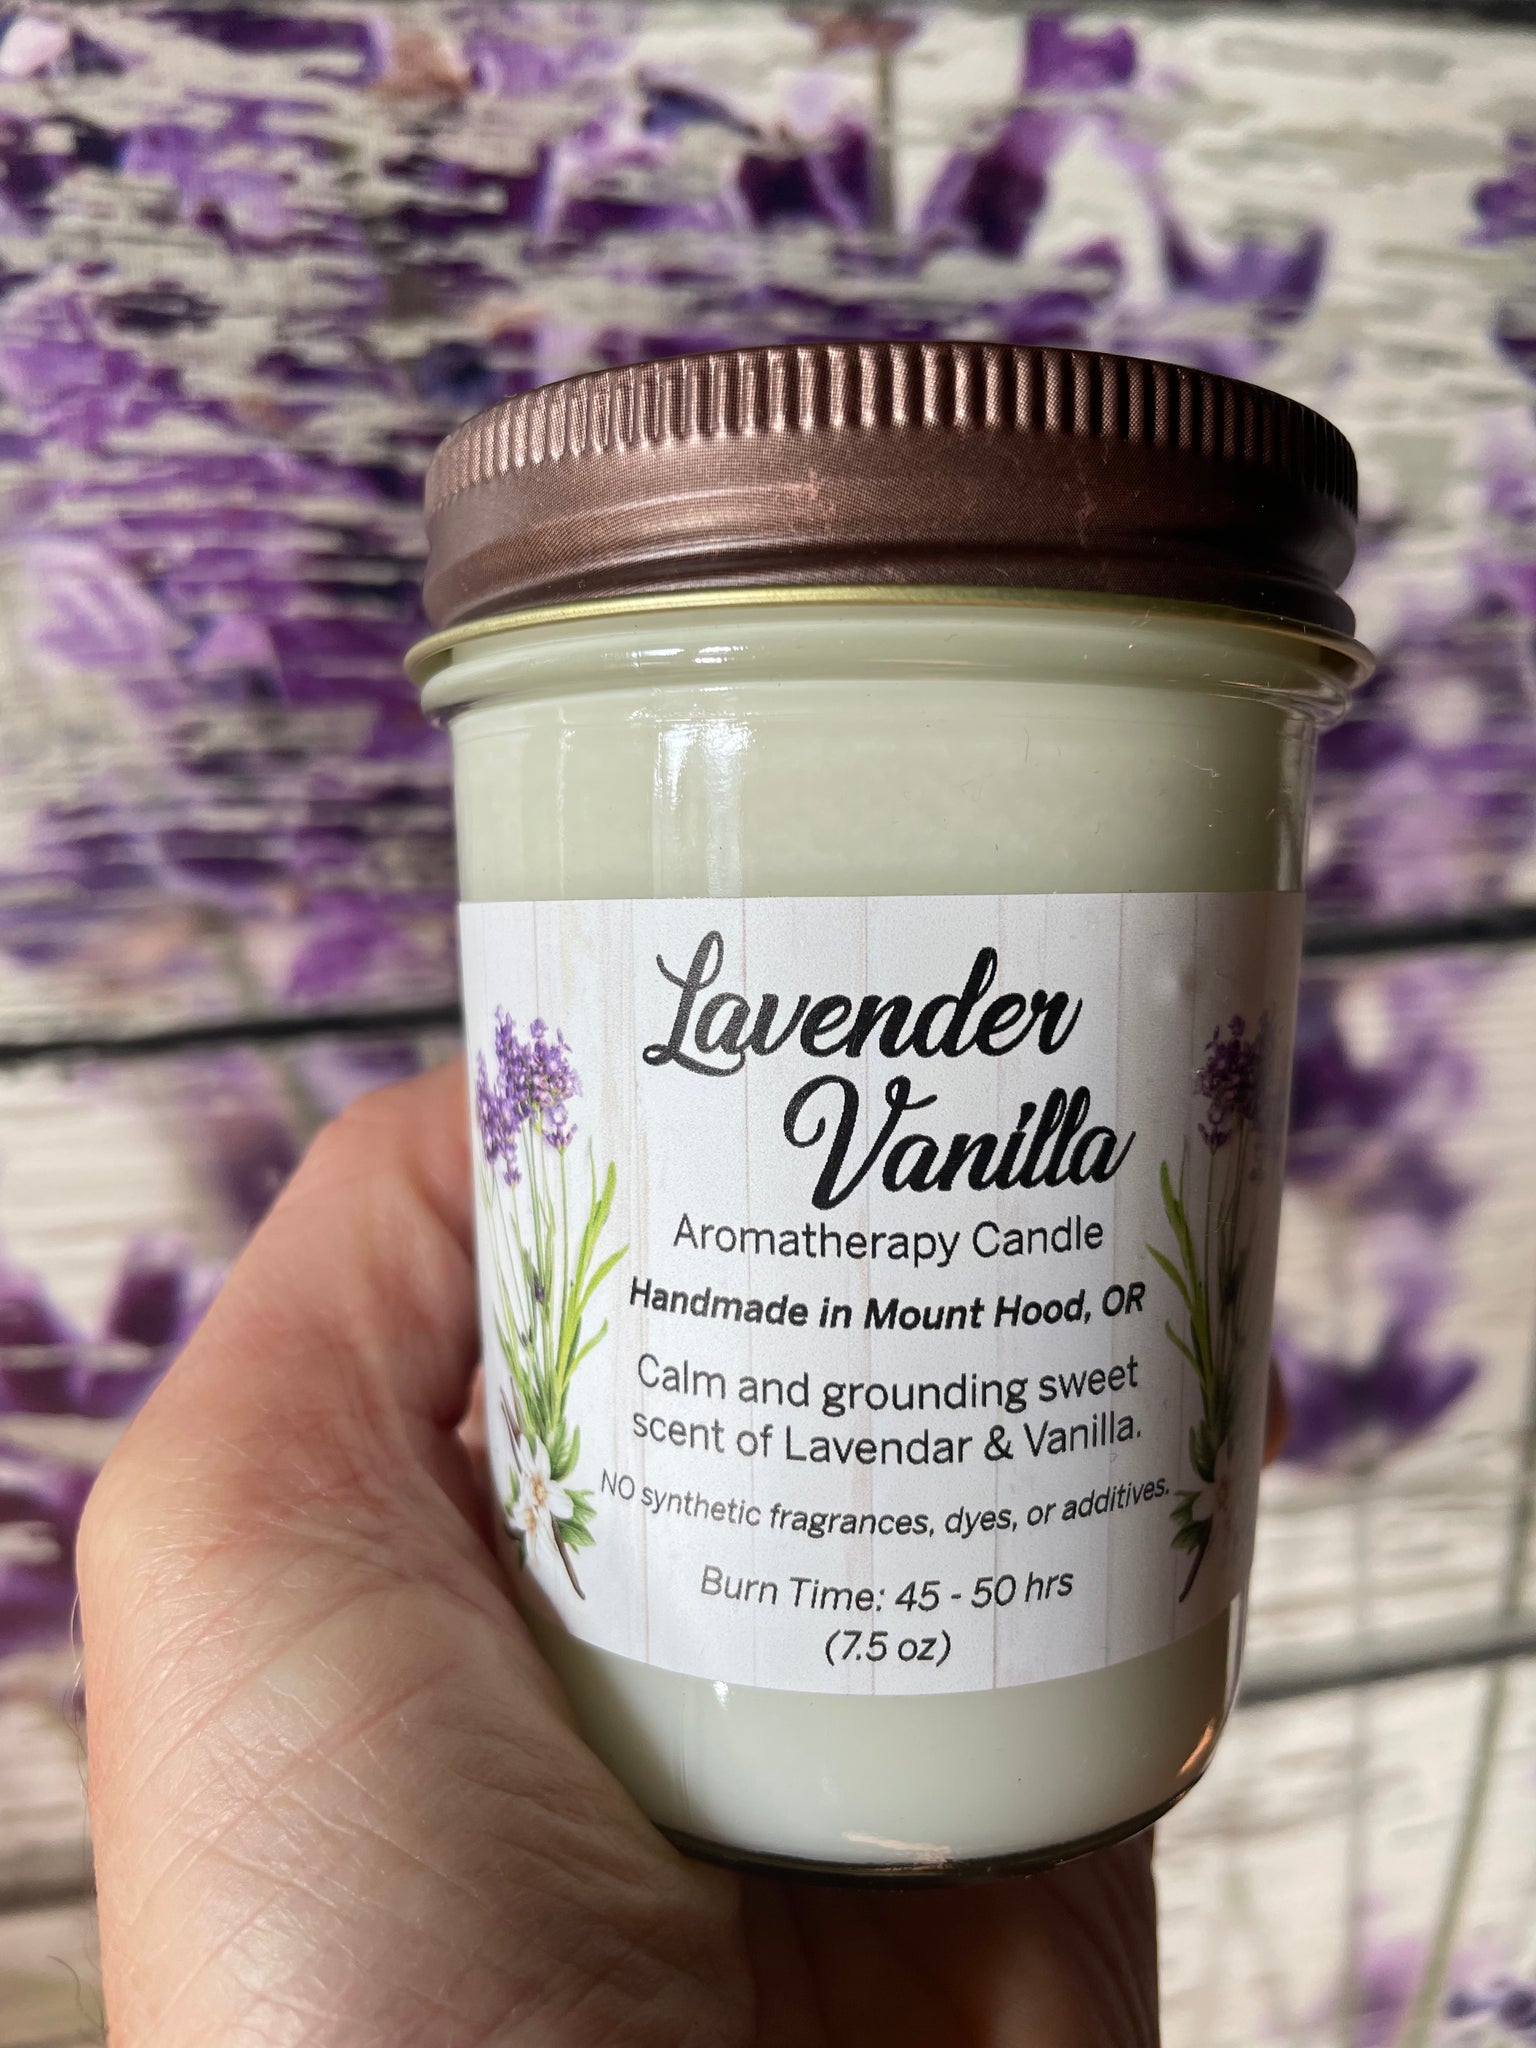 Lavender
Vanilla
Aromatherapy Candle
Handmade in Mount Hood, OR
Calm and grounding sweet
scent of Lavendar & Vanilla.
NO synthetic fragrances, dyes, or additives.
Burn Time: 45 - 50 hrs
(7.5 oz)